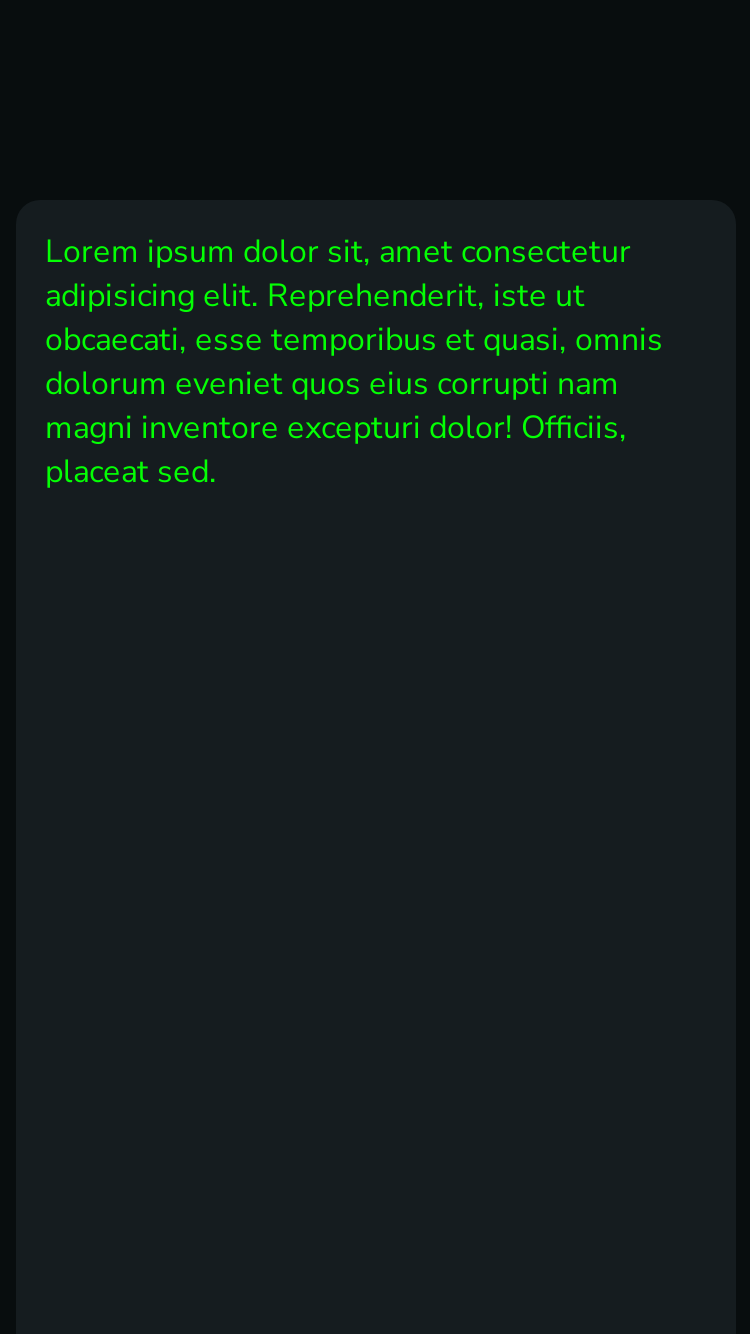 Lorem ipsum dolor sit, amet consectetur
adipisicing elit. Reprehenderit, iste ut
obcaecati, esse temporibus et quasi, omnis
dolorum eveniet quos eius corrupti nam
magni inventore excepturi dolor! Officiis,
placeat sed.